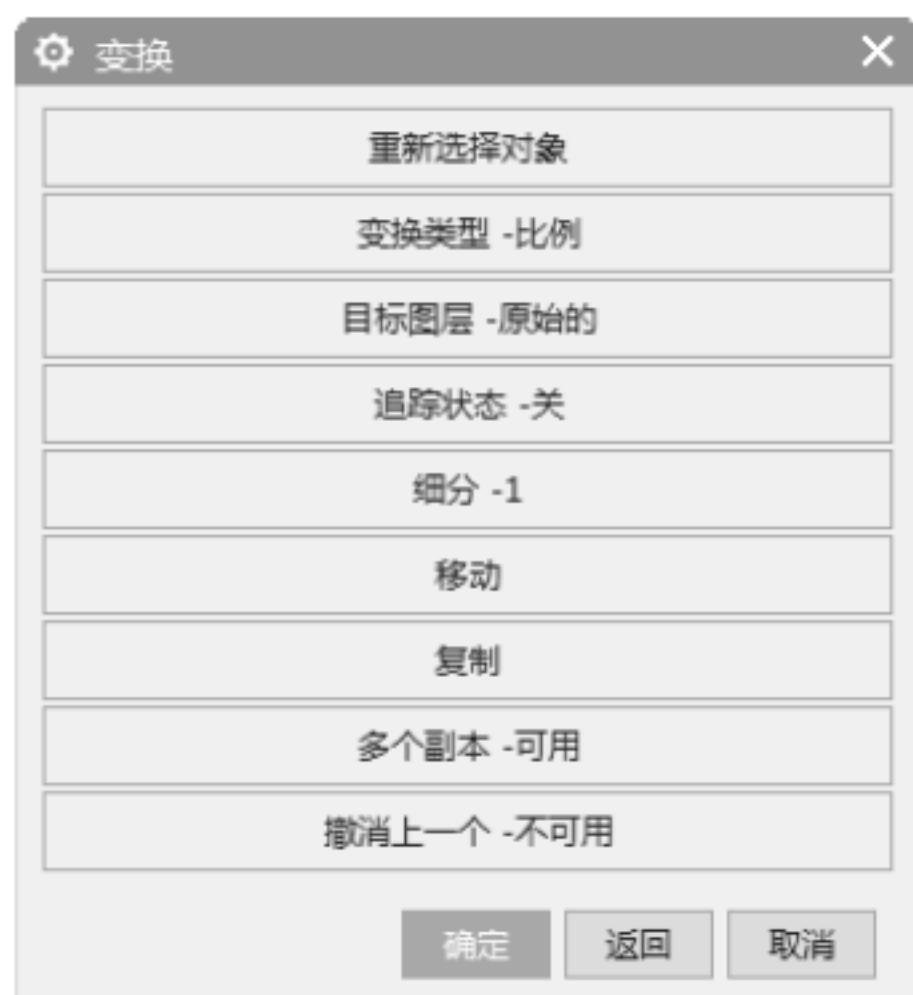 变换
重新选择对象
变换类型 -比例
目标图层 -原始的
追踪状态 -关
细分 -1
移动
复制
多个副本 -可用
撤消上一个 -不可用
确定 返回 取消